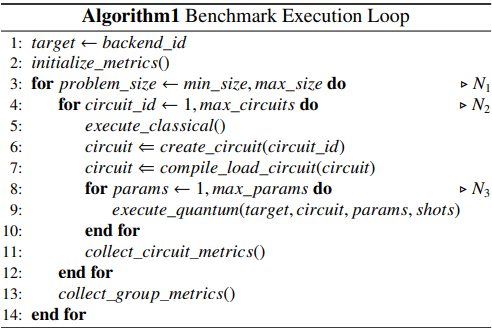 Algorithm1 Benchmark Execution Loop
1: target ← backend_id
2: initialize_metrics()
3: for problem_size ← min_size, max_size do ▹ N₁
4: for circuit_id ← 1, max_circuits do ▹ N₂
5: execute_classical()
6: circuit ⇐ create_circuit(circuit_id)
7: circuit ⇐ compile_load_circuit(circuit)
8: for params ← 1, max_params do ▹ N₃
9: execute_quantum(target, circuit, params, shots)
10: end for
11: collect_circuit_metrics()
12: end for
13: collect_group_metrics()
14: end for